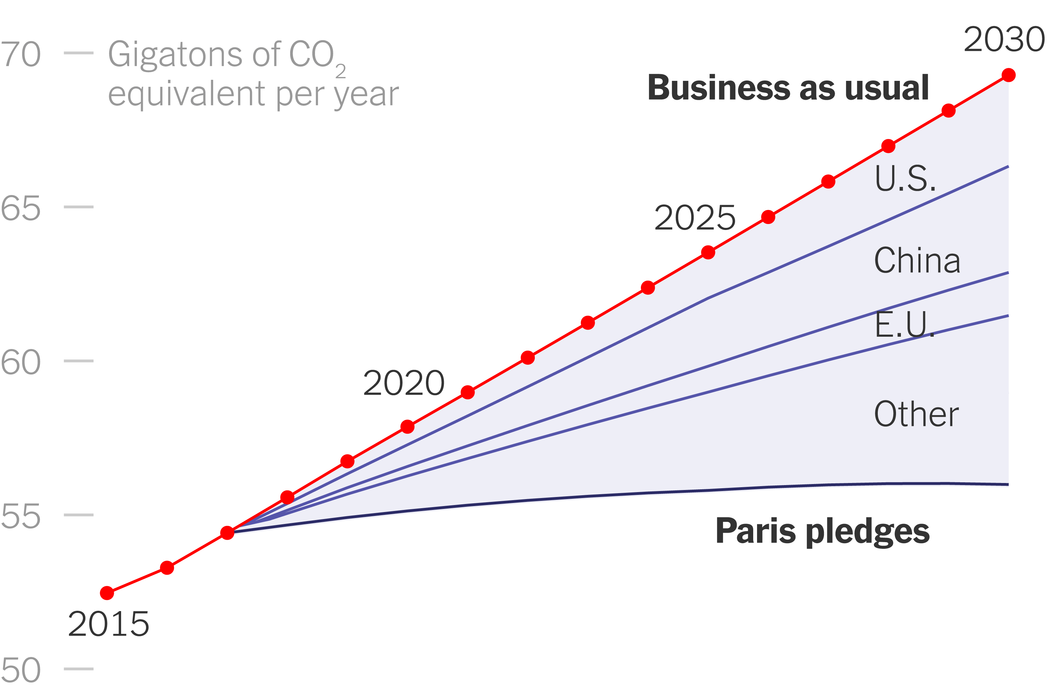 2030
70
Gigatons of CO₂
equivalent per year
Business as usual
U.S.
65
2025
China
E.U.
60
2020
Other
55
Paris pledges
2015
50